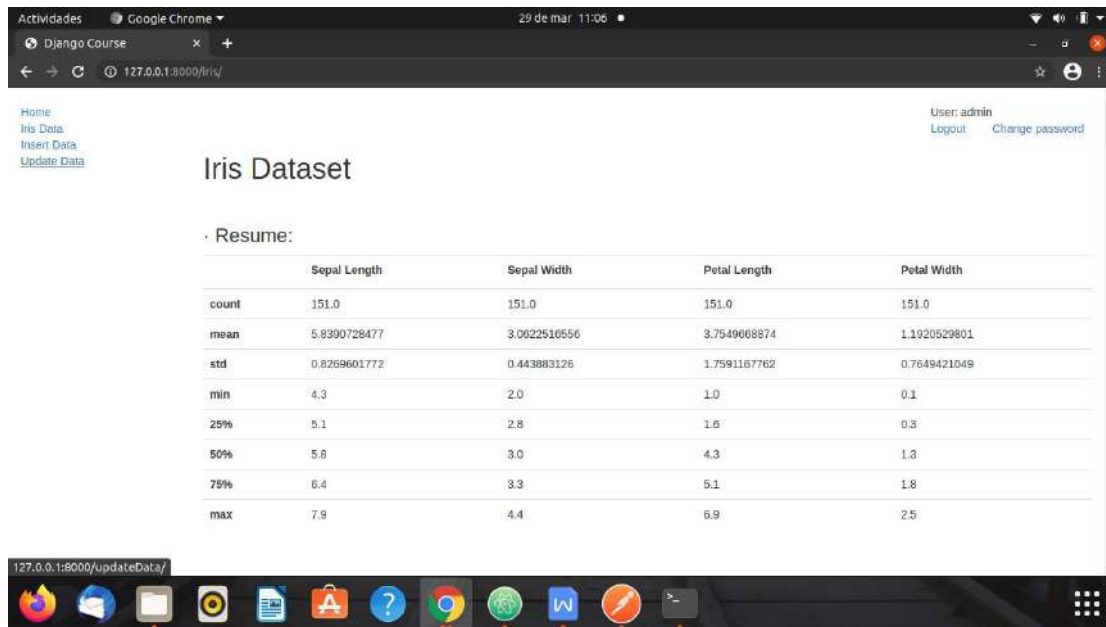 Actividades Google Chrome 29 de mar 11:06
Django Course
127.0.0.1:8000/iris/
Home
Iris Data
Insert Data
Update Data
User: admin
Logout Change password
Iris Dataset
· Resume:
Sepal Length Sepal Width Petal Length Petal Width
count 151.0 151.0 151.0 151.0
mean 5.8390728477 3.0622516556 3.7549668874 1.1920529801
std 0.8269601772 0.443883126 1.7591167762 0.7649421049
min 4.3 2.0 1.0 0.1
25% 5.1 2.8 1.6 0.3
50% 5.8 3.0 4.3 1.3
75% 6.4 3.3 5.1 1.8
max 7.9 4.4 6.9 2.5
127.0.0.1:8000/updateData/